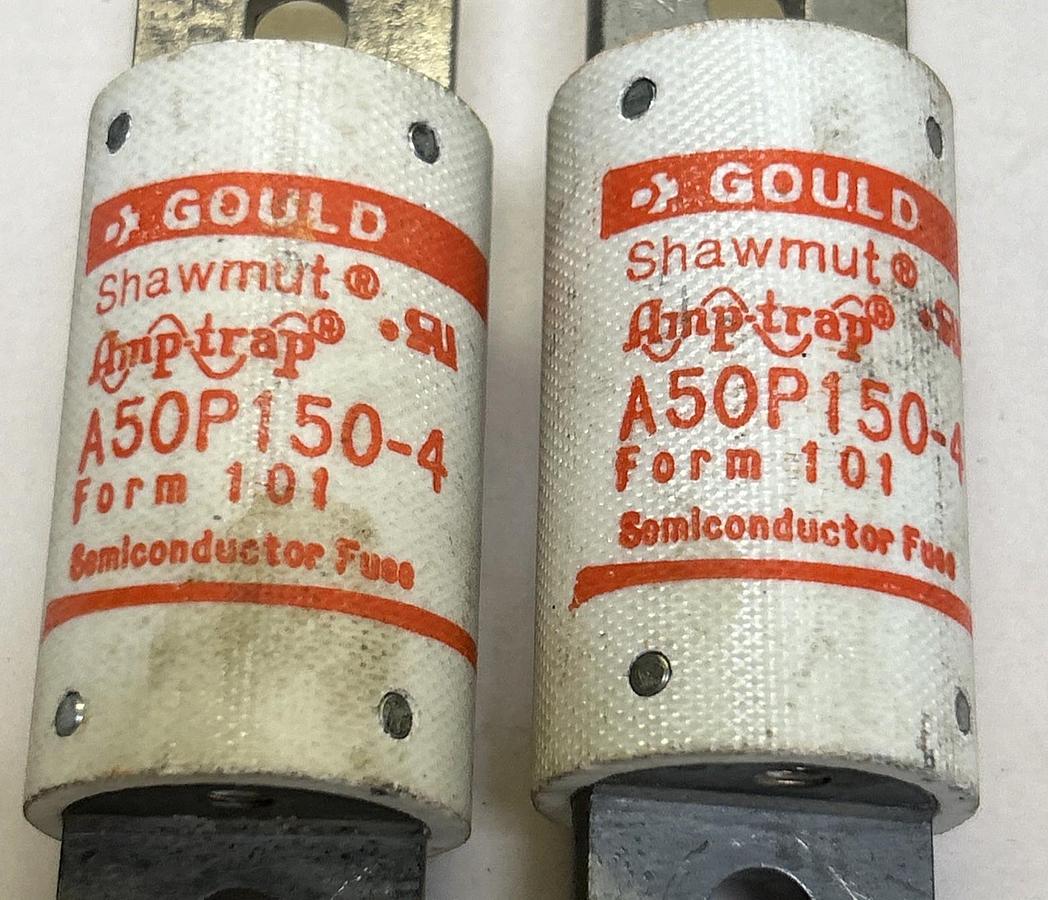 GOULD
Shawmut®
Amp-trap®
A50P150-4
Form 101
Semiconductor Fuse
GOULD
Shawmut®
Amp-trap®
A50P150-4
Form 101
Semiconductor Fuse